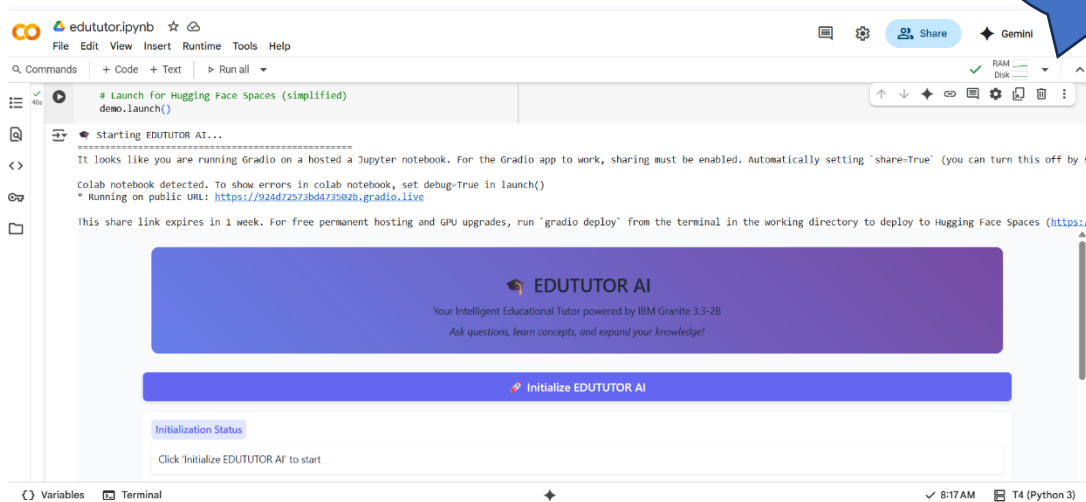 edututor.ipynb
File Edit View Insert Runtime Tools Help
Share
Gemini
Commands + Code + Text Run all
RAM
Disk
40s
# Launch for Hugging Face Spaces (simplified)
demo.launch()
Starting EDUTUTOR AI...
==================================================
It looks like you are running Gradio on a hosted a Jupyter notebook. For the Gradio app to work, sharing must be enabled. Automatically setting `share=True` (you can turn this off by
Colab notebook detected. To show errors in colab notebook, set debug=True in launch()
* Running on public URL: https://924d72573bd473502b.gradio.live
This share link expires in 1 week. For free permanent hosting and GPU upgrades, run `gradio deploy` from the terminal in the working directory to deploy to Hugging Face Spaces (https:/
EDUTUTOR AI
Your Intelligent Educational Tutor powered by IBM Granite 3.3-2B
Ask questions, learn concepts, and expand your knowledge!
Initialize EDUTUTOR AI
Initialization Status
Click 'Initialize EDUTUTOR AI' to start
{} Variables Terminal
8:17 AM T4 (Python 3)